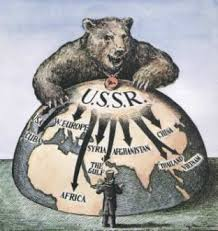 U.S.S.R.
W. EUROPE
CUBA
SYRIA
AFGHANISTAN
CHINA
THE
GULF
THAILAND
VIETNAM
AFRICA